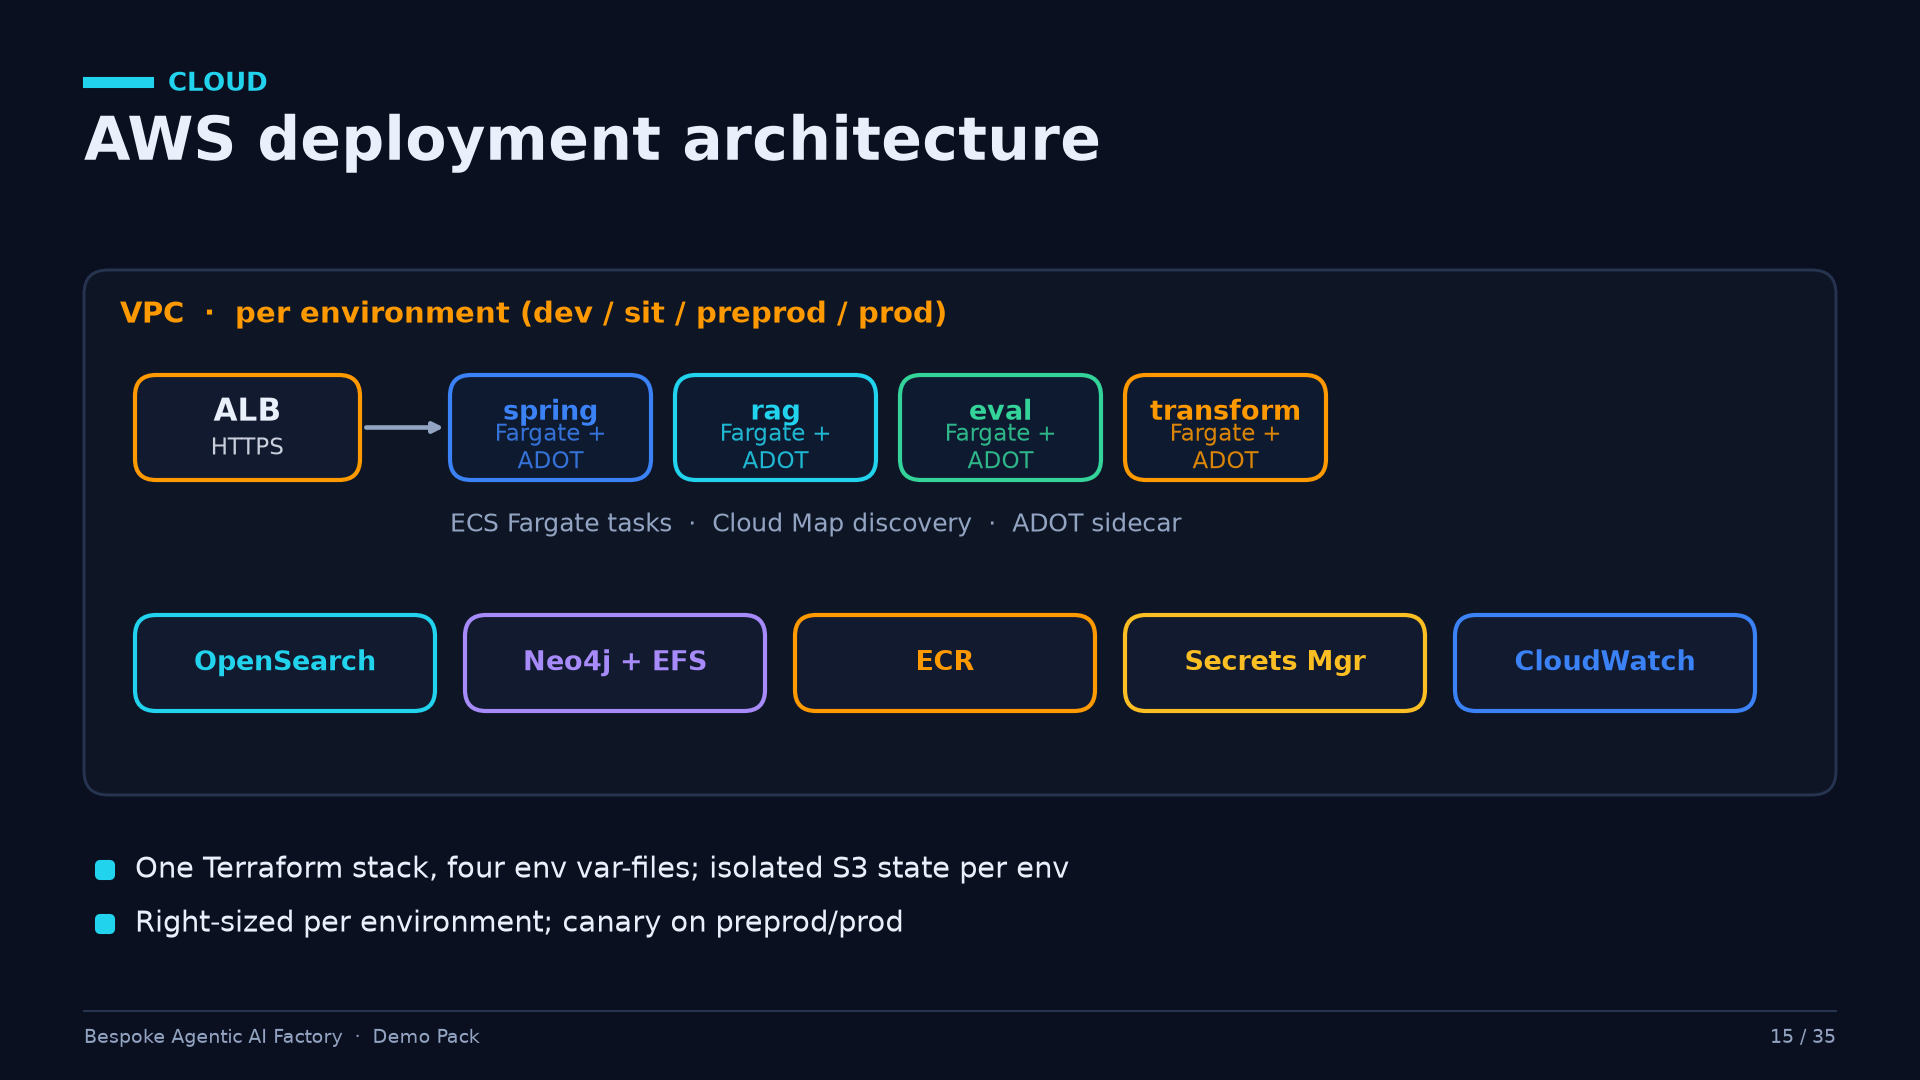 CLOUD
AWS deployment architecture
VPC · per environment (dev / sit / preprod / prod)
ALB
HTTPS
spring
Fargate +
ADOT
rag
Fargate +
ADOT
eval
Fargate +
ADOT
transform
Fargate +
ADOT
ECS Fargate tasks · Cloud Map discovery · ADOT sidecar
OpenSearch
Neo4j + EFS
ECR
Secrets Mgr
CloudWatch
One Terraform stack, four env var-files; isolated S3 state per env
Right-sized per environment; canary on preprod/prod
Bespoke Agentic AI Factory · Demo Pack
15 / 35